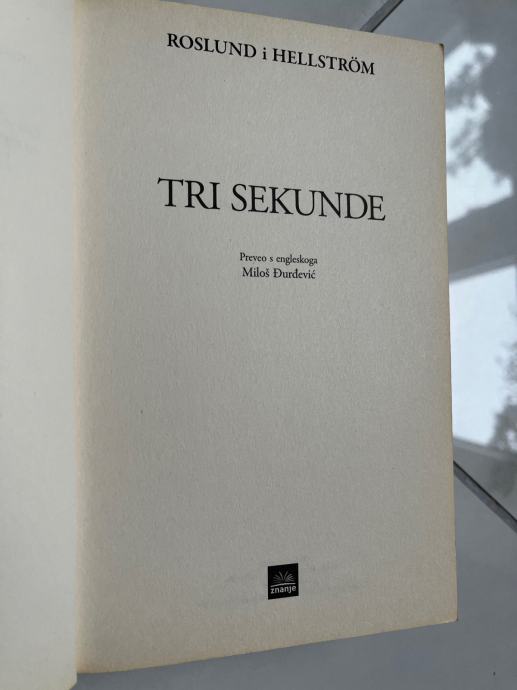 ROSLUND i HELLSTRÖM
TRI SEKUNDE
Preveo s engleskoga
Miloš Đurđević
znanje